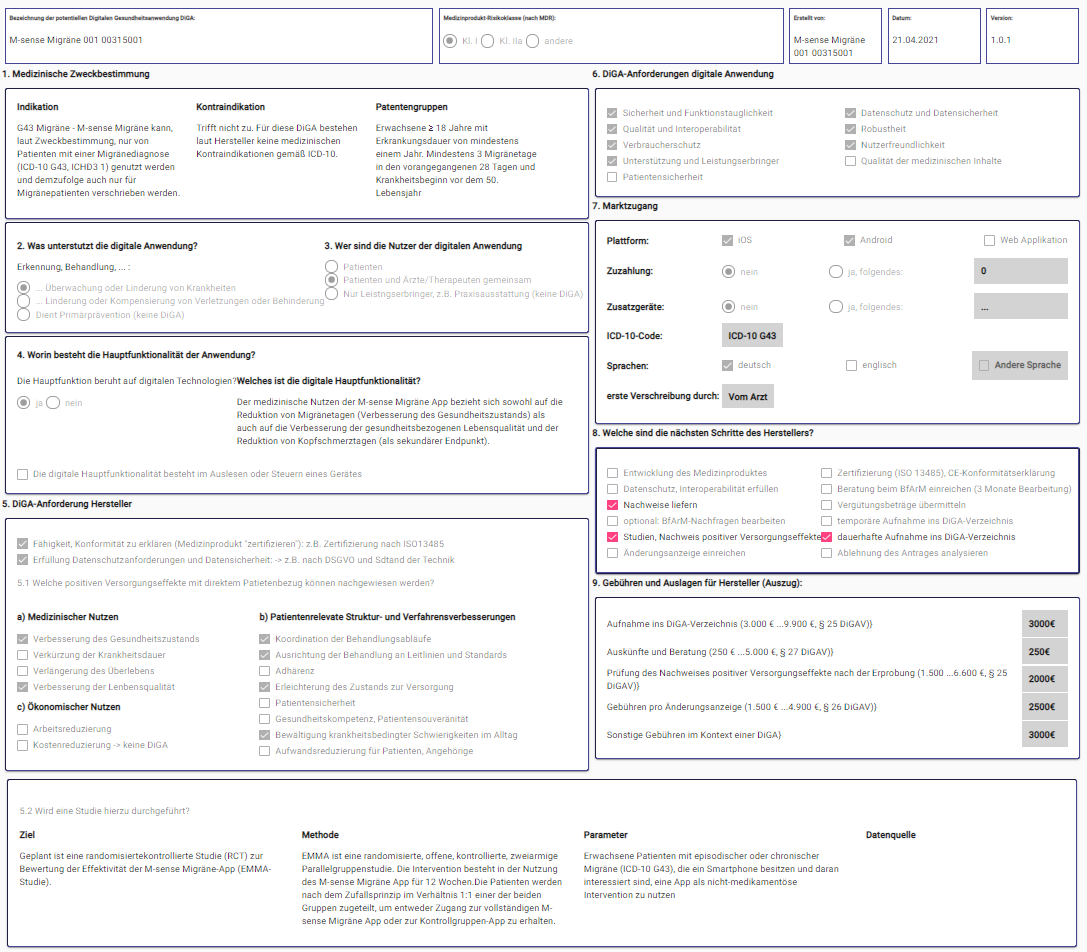 Bezeichnung der potentiellen Digitalen Gesundheitsanwendung DiGA:
M-sense Migräne 001 00315001
Medizinprodukt-Risikoklasse (nach MDR):
Kl. I Kl. IIa andere
Erstellt von:
M-sense Migräne
001 00315001
Datum:
21.04.2021
Version:
1.0.1
1. Medizinische Zweckbestimmung
Indikation
G43 Migräne - M-sense Migräne kann,
laut Zweckbestimmung, nur von
Patienten mit einer Migränediagnose
(ICD-10 G43, ICHD3 1) genutzt werden
und demzufolge auch nur für
Migränepatienten verschrieben werden.
Kontraindikation
Trifft nicht zu. Für diese DiGA bestehen
laut Hersteller keine medizinischen
Kontraindikationen gemäß ICD-10.
Patentengruppen
Erwachsene ≥ 18 Jahre mit
Erkrankungsdauer von mindestens
einem Jahr. Mindestens 3 Migränetage
in den vorangegangenen 28 Tagen und
Krankheitsbeginn vor dem 50.
Lebensjahr
2. Was unterstutzt die digitale Anwendung?
Erkennung, Behandlung, ... :
... Überwachung oder Linderung von Krankheiten
... Linderung oder Kompensierung von Verletzungen oder Behinderung
Dient Primärprävention (keine DiGA)
3. Wer sind die Nutzer der digitalen Anwendung
Patienten
Patienten und Ärzte/Therapeuten gemeinsam
Nur Leistngserbringer, z.B. Praxisausstattung (keine DiGA)
4. Worin besteht die Hauptfunktionalität der Anwendung?
Die Hauptfunktion beruht auf digitalen Technologien?
ja nein
Welches ist die digitale Hauptfunktionalität?
Der medizinische Nutzen der M-sense Migräne App bezieht sich sowohl auf die
Reduktion von Migränetagen (Verbesserung des Gesundheitszustands) als
auch auf die Verbesserung der gesundheitsbezogenen Lebensqualität und der
Reduktion von Kopfschmerztagen (als sekundärer Endpunkt).
Die digitale Hauptfunktionalität besteht im Auslesen oder Steuern eines Gerätes
5. DiGA-Anforderung Hersteller
Fähigkeit, Konformität zu erklären (Medizinprodukt "zertifizieren"): z.B. Zertifizierung nach ISO13485
Erfüllung Datenschutzanforderungen und Datensicherheit: -> z.B. nach DSGVO und Sdtand der Technik
5.1 Welche positiven Versorgungseffekte mit direktem Patietenbezug können nachgewiesen werden?
a) Medizinischer Nutzen
Verbesserung des Gesundheitszustands
Verkürzung der Krankheitsdauer
Verlängerung des Überlebens
Verbesserung der Lenbensqualität
c) Ökonomischer Nutzen
Arbeitsreduzierung
Kostenreduzierung -> keine DiGA
b) Patientenrelevate Struktur- und Verfahrensverbesserungen
Koordination der Behandlungsabläufe
Ausrichtung der Behandlung an Leitlinien und Standards
Adhärenz
Erleichterung des Zustands zur Versorgung
Patientensicherheit
Gesundheitskompetenz, Patientensouveränität
Bewältigung krankheitsbedingter Schwierigkeiten im Alltag
Aufwandsreduzierung für Patienten, Angehörige
6. DiGA-Anforderungen digitale Anwendung
Sicherheit und Funktionstauglichkeit
Qualität und Interoperabilität
Verbraucherschutz
Unterstützung und Leistungserbringer
Patientensicherheit
Datenschutz und Datensicherheit
Robustheit
Nutzerfreundlichkeit
Qualität der medizinischen Inhalte
7. Marktzugang
Plattform: iOS Android Web Applikation
Zuzahlung: nein ja, folgendes: 0
Zusatzgeräte: nein ja, folgendes: ...
ICD-10-Code: ICD-10 G43
Sprachen: deutsch englisch Andere Sprache
erste Verschreibung durch: Vom Arzt
8. Welche sind die nächsten Schritte des Herstellers?
Entwicklung des Medizinproduktes
Datenschutz, Interoperabilität erfüllen
Nachweise liefern
optional: BfArM-Nachfragen bearbeiten
Studien, Nachweis positiver Versorgungseffekte
Änderungsanzeige einreichen
Zertifizierung (ISO 13485), CE-Konformitätserklärung
Beratung beim BfArM einreichen (3 Monate Bearbeitung)
Vergütungsbeträge übermitteln
temporäre Aufnahme ins DiGA-Verzeichnis
dauerhafte Aufnahme ins DiGA-Verzeichnis
Ablehnung des Antrages analysieren
9. Gebühren und Auslagen für Hersteller (Auszug):
Aufnahme ins DiGA-Verzeichnis (3.000 € ...9.900 €, § 25 DiGAV)} 3000€
Auskünfte und Beratung (250 € ...5.000 €, § 27 DiGAV)} 250€
Prüfung des Nachweises positiver Versorgungseffekte nach der Erprobung (1.500 ...6.600 €, § 25
DiGAV)} 2000€
Gebühren pro Änderungsanzeige (1.500 € ...4.900 €, § 26 DiGAV)} 2500€
Sonstige Gebühren im Kontext einer DiGA} 3000€
5.2 Wird eine Studie hierzu durchgeführt?
Ziel
Geplant ist eine randomisiertekontrollierte Studie (RCT) zur
Bewertung der Effektivität der M-sense Migräne-App (EMMA-
Studie).
Methode
EMMA ist eine randomisierte, offene, kontrollierte, zweiarmige
Parallelgruppenstudie. Die Intervention besteht in der Nutzung
des M-sense Migräne App für 12 Wochen.Die Patienten werden
nach dem Zufallsprinzip im Verhältnis 1:1 einer der beiden
Gruppen zugeteilt, um entweder Zugang zur vollständigen M-
sense Migräne App oder zur Kontrollgruppen-App zu erhalten.
Parameter
Erwachsene Patienten mit episodischer oder chronischer
Migräne (ICD-10 G43), die ein Smartphone besitzen und daran
interessiert sind, eine App als nicht-medikamentöse
Intervention zu nutzen
Datenquelle